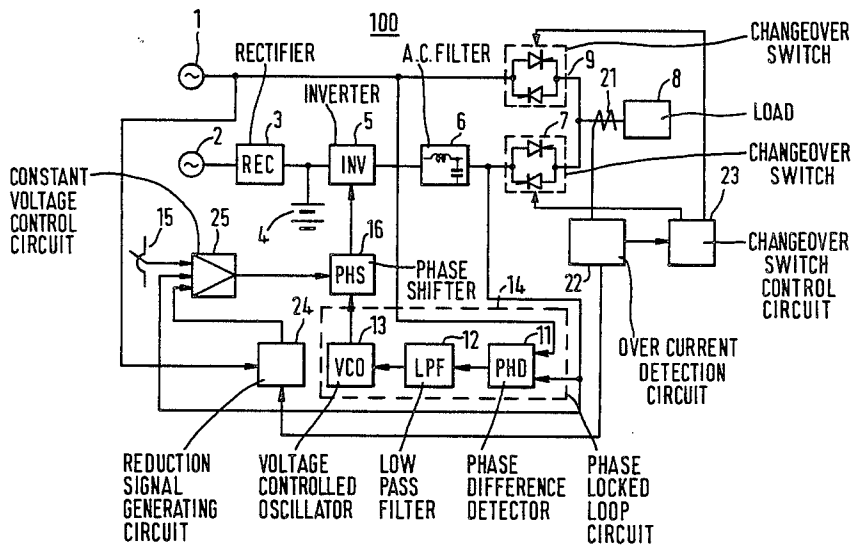 100
1
RECTIFIER
A.C. FILTER
CHANGEOVER
SWITCH
9
21
8
LOAD
INVERTER
2
3
REC
5
INV
6
7
CHANGEOVER
SWITCH
23
CONSTANT
VOLTAGE
CONTROL
CIRCUIT
15
25
4
16
PHS
PHASE
SHIFTER
22
CHANGEOVER
SWITCH
CONTROL
CIRCUIT
14
24
13
VCO
12
LPF
11
PHD
OVER CURRENT
DETECTION
CIRCUIT
REDUCTION
SIGNAL
GENERATING
CIRCUIT
VOLTAGE
CONTROLLED
OSCILLATOR
LOW
PASS
FILTER
PHASE
DIFFERENCE
DETECTOR
PHASE
LOCKED
LOOP
CIRCUIT